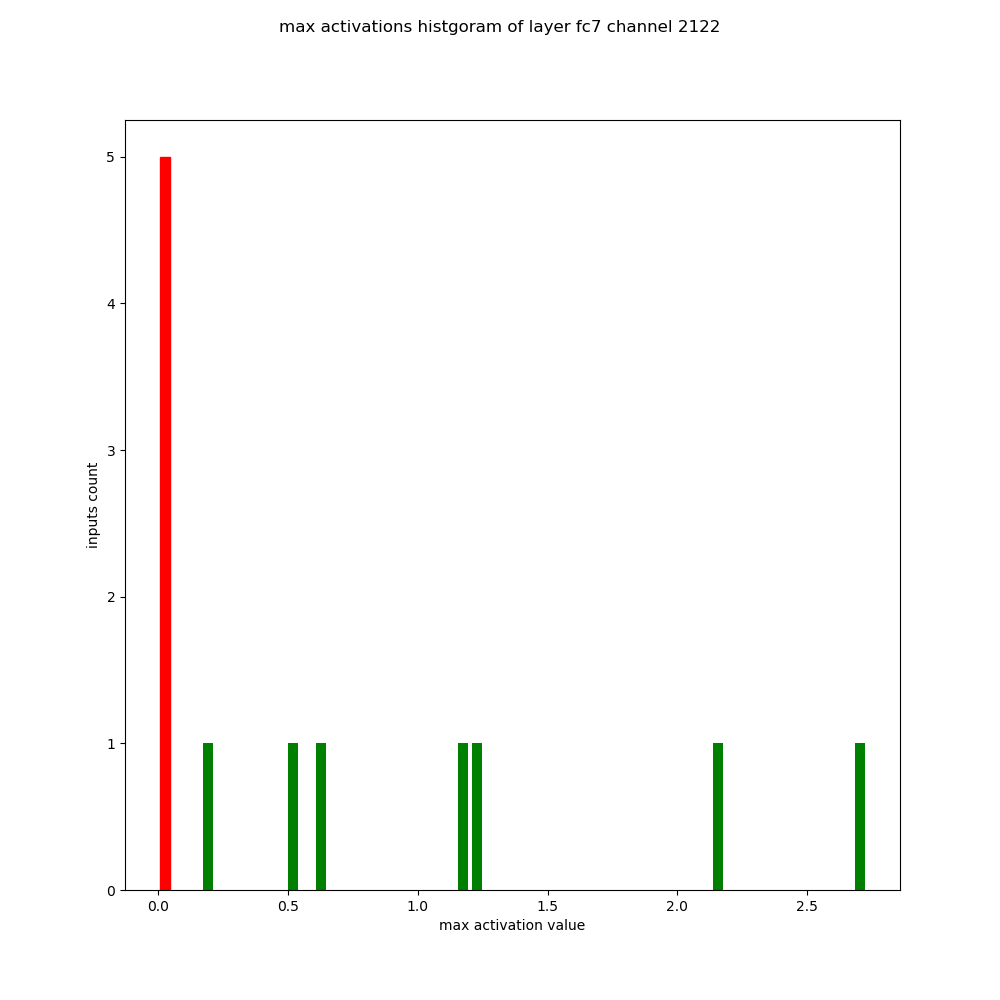 max activations histgoram of layer fc7 channel 2122
5
4
3
2
1
0
inputs count
0.0 0.5 1.0 1.5 2.0 2.5
max activation value